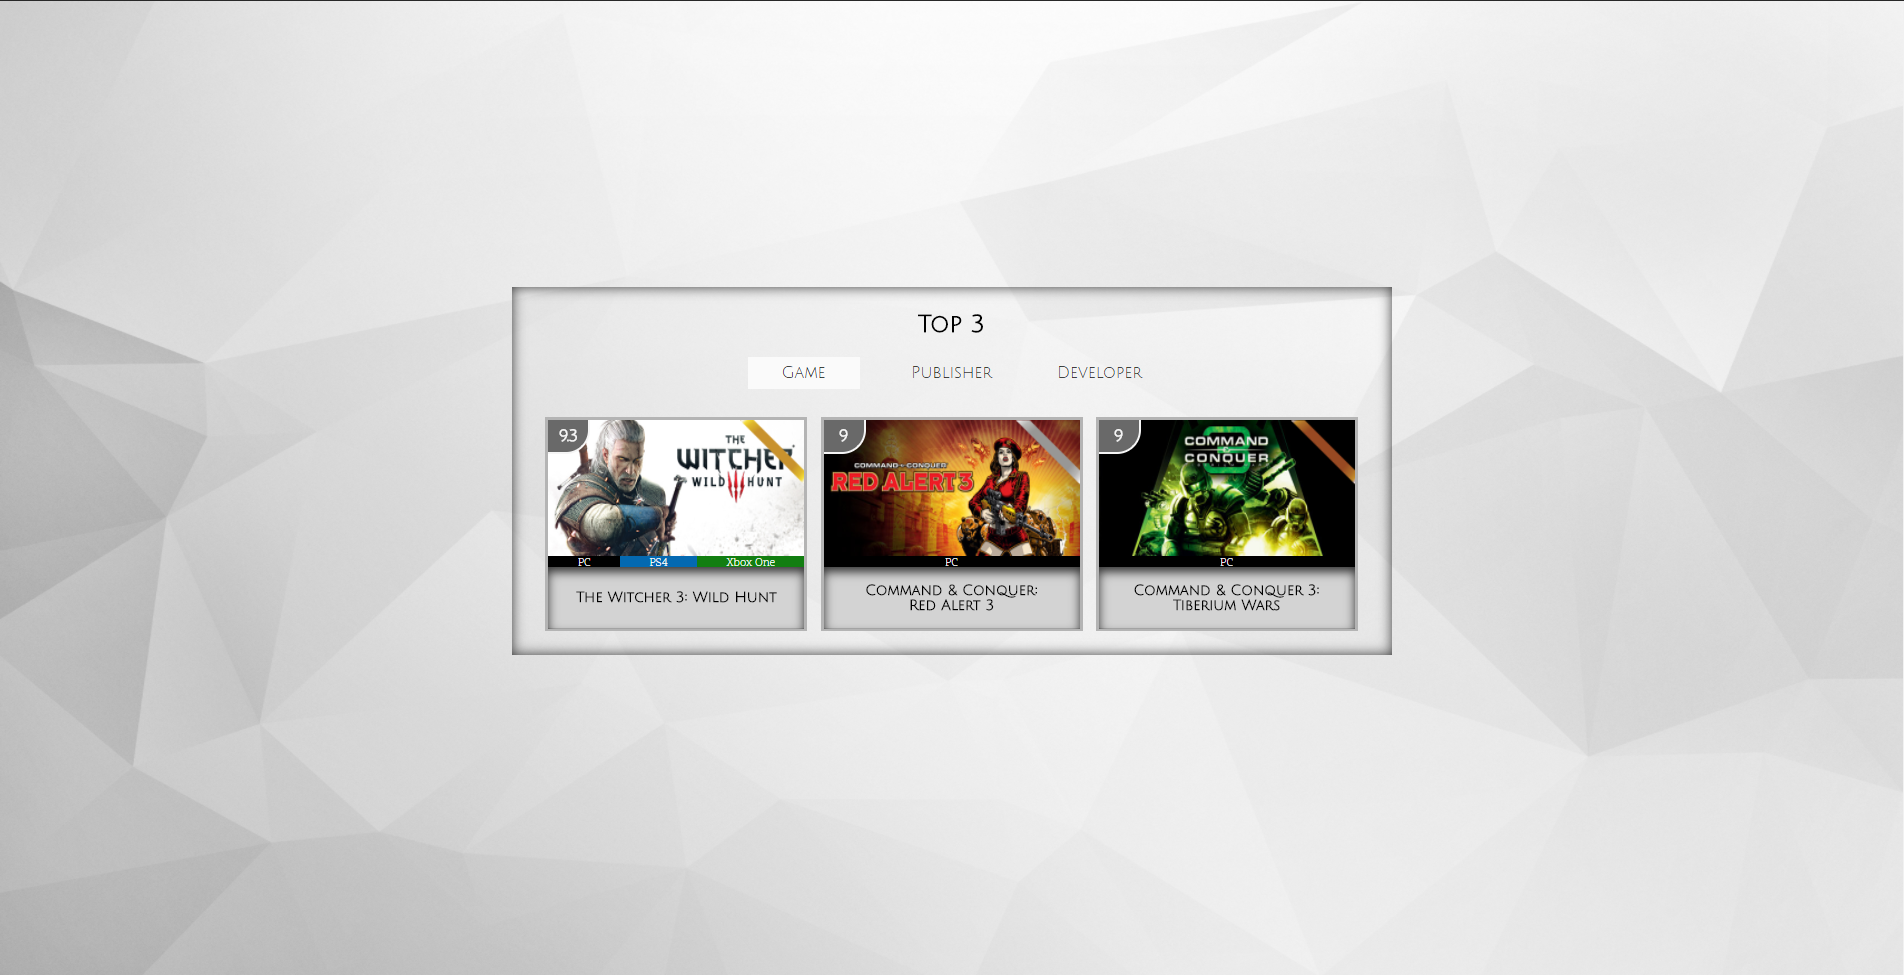 Top 3
Game
Publisher
Developer
9.3
THE
WITCHER
WILD HUNT
PC
PS4
Xbox One
The Witcher 3: Wild Hunt
9
COMMAND & CONQUER
RED ALERT 3
PC
Command & Conquer:
Red Alert 3
9
COMMAND
&
CONQUER
3
PC
Command & Conquer 3:
Tiberium Wars